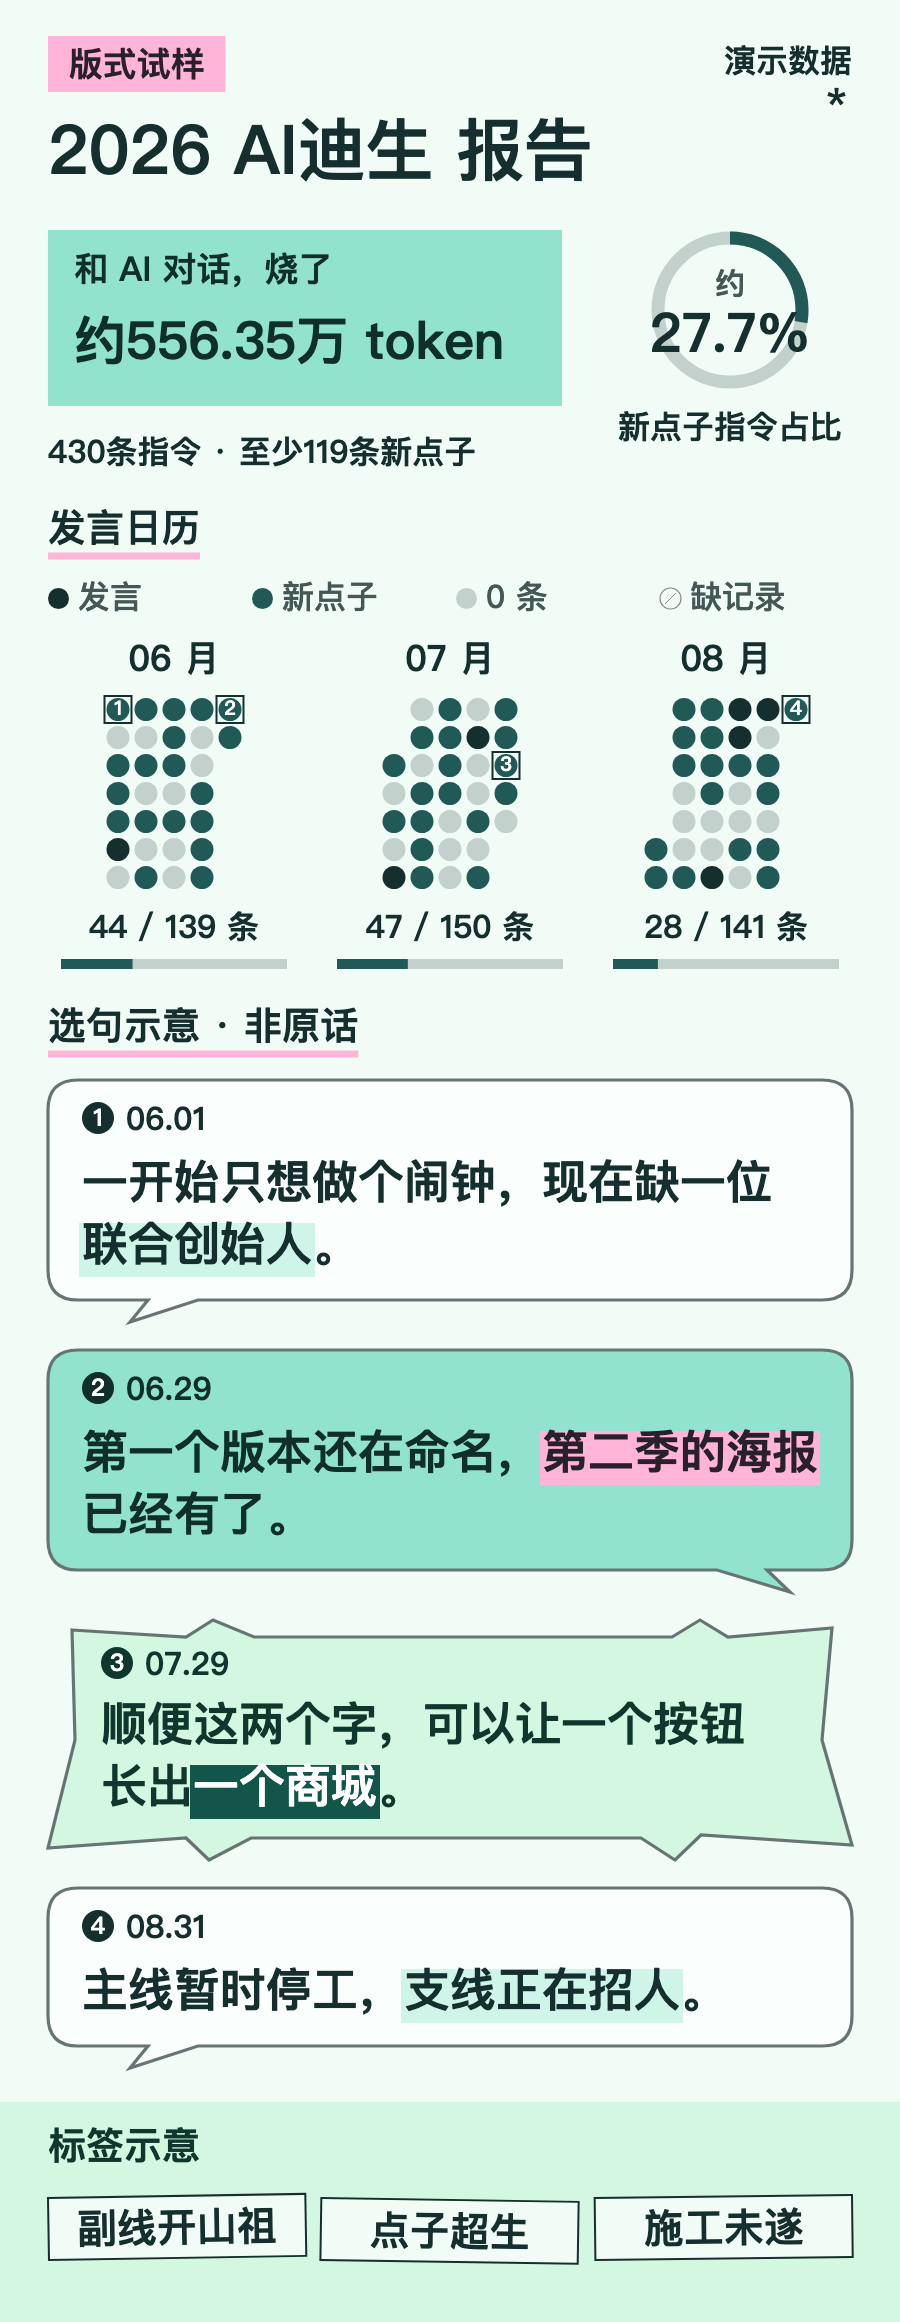 版式试样
演示数据
*
2026 AI迪生 报告
和 AI 对话，烧了
约556.35万 token
约
27.7%
新点子指令占比
430条指令 · 至少119条新点子
发言日历
发言 新点子 0 条 缺记录
06 月 07 月 08 月
1 2 4
3
44 / 139 条 47 / 150 条 28 / 141 条
选句示意 · 非原话
1 06.01
一开始只想做个闹钟，现在缺一位
联合创始人。
2 06.29
第一个版本还在命名，第二季的海报
已经有了。
3 07.29
顺便这两个字，可以让一个按钮
长出一个商城。
4 08.31
主线暂时停工，支线正在招人。
标签示意
副线开山祖 点子超生 施工未遂